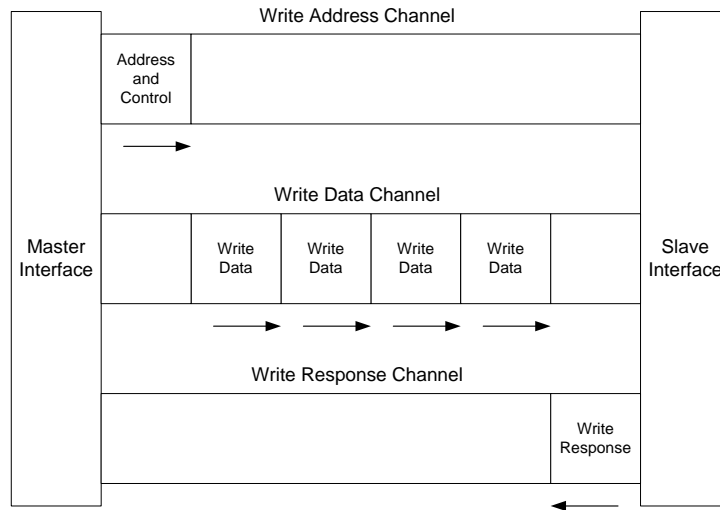 Write Address Channel
Address
and
Control
Write Data Channel
Master
Interface
Write
Data
Write
Data
Write
Data
Write
Data
Slave
Interface
Write Response Channel
Write
Response